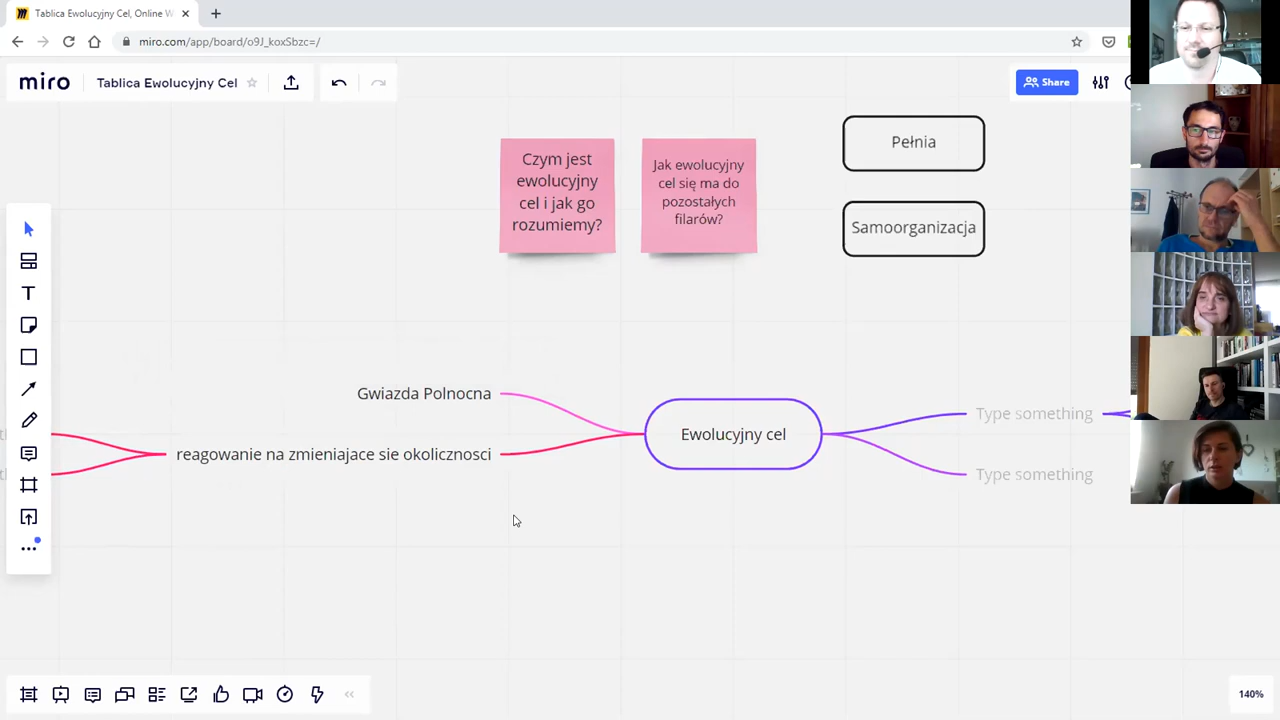 Tablica Ewolucyjny Cel, Online W
miro.com/app/board/o9J_koxSbzc=/
miro
Tablica Ewolucyjny Cel
Share
Czym jest
ewolucyjny
cel i jak go
rozumiemy?
Jak ewolucyjny
cel się ma do
pozostałych
filarów?
Pełnia
Samoorganizacja
Gwiazda Polnocna
reagowanie na zmieniajace sie okolicznosci
Ewolucyjny cel
Type something
Type something
140%